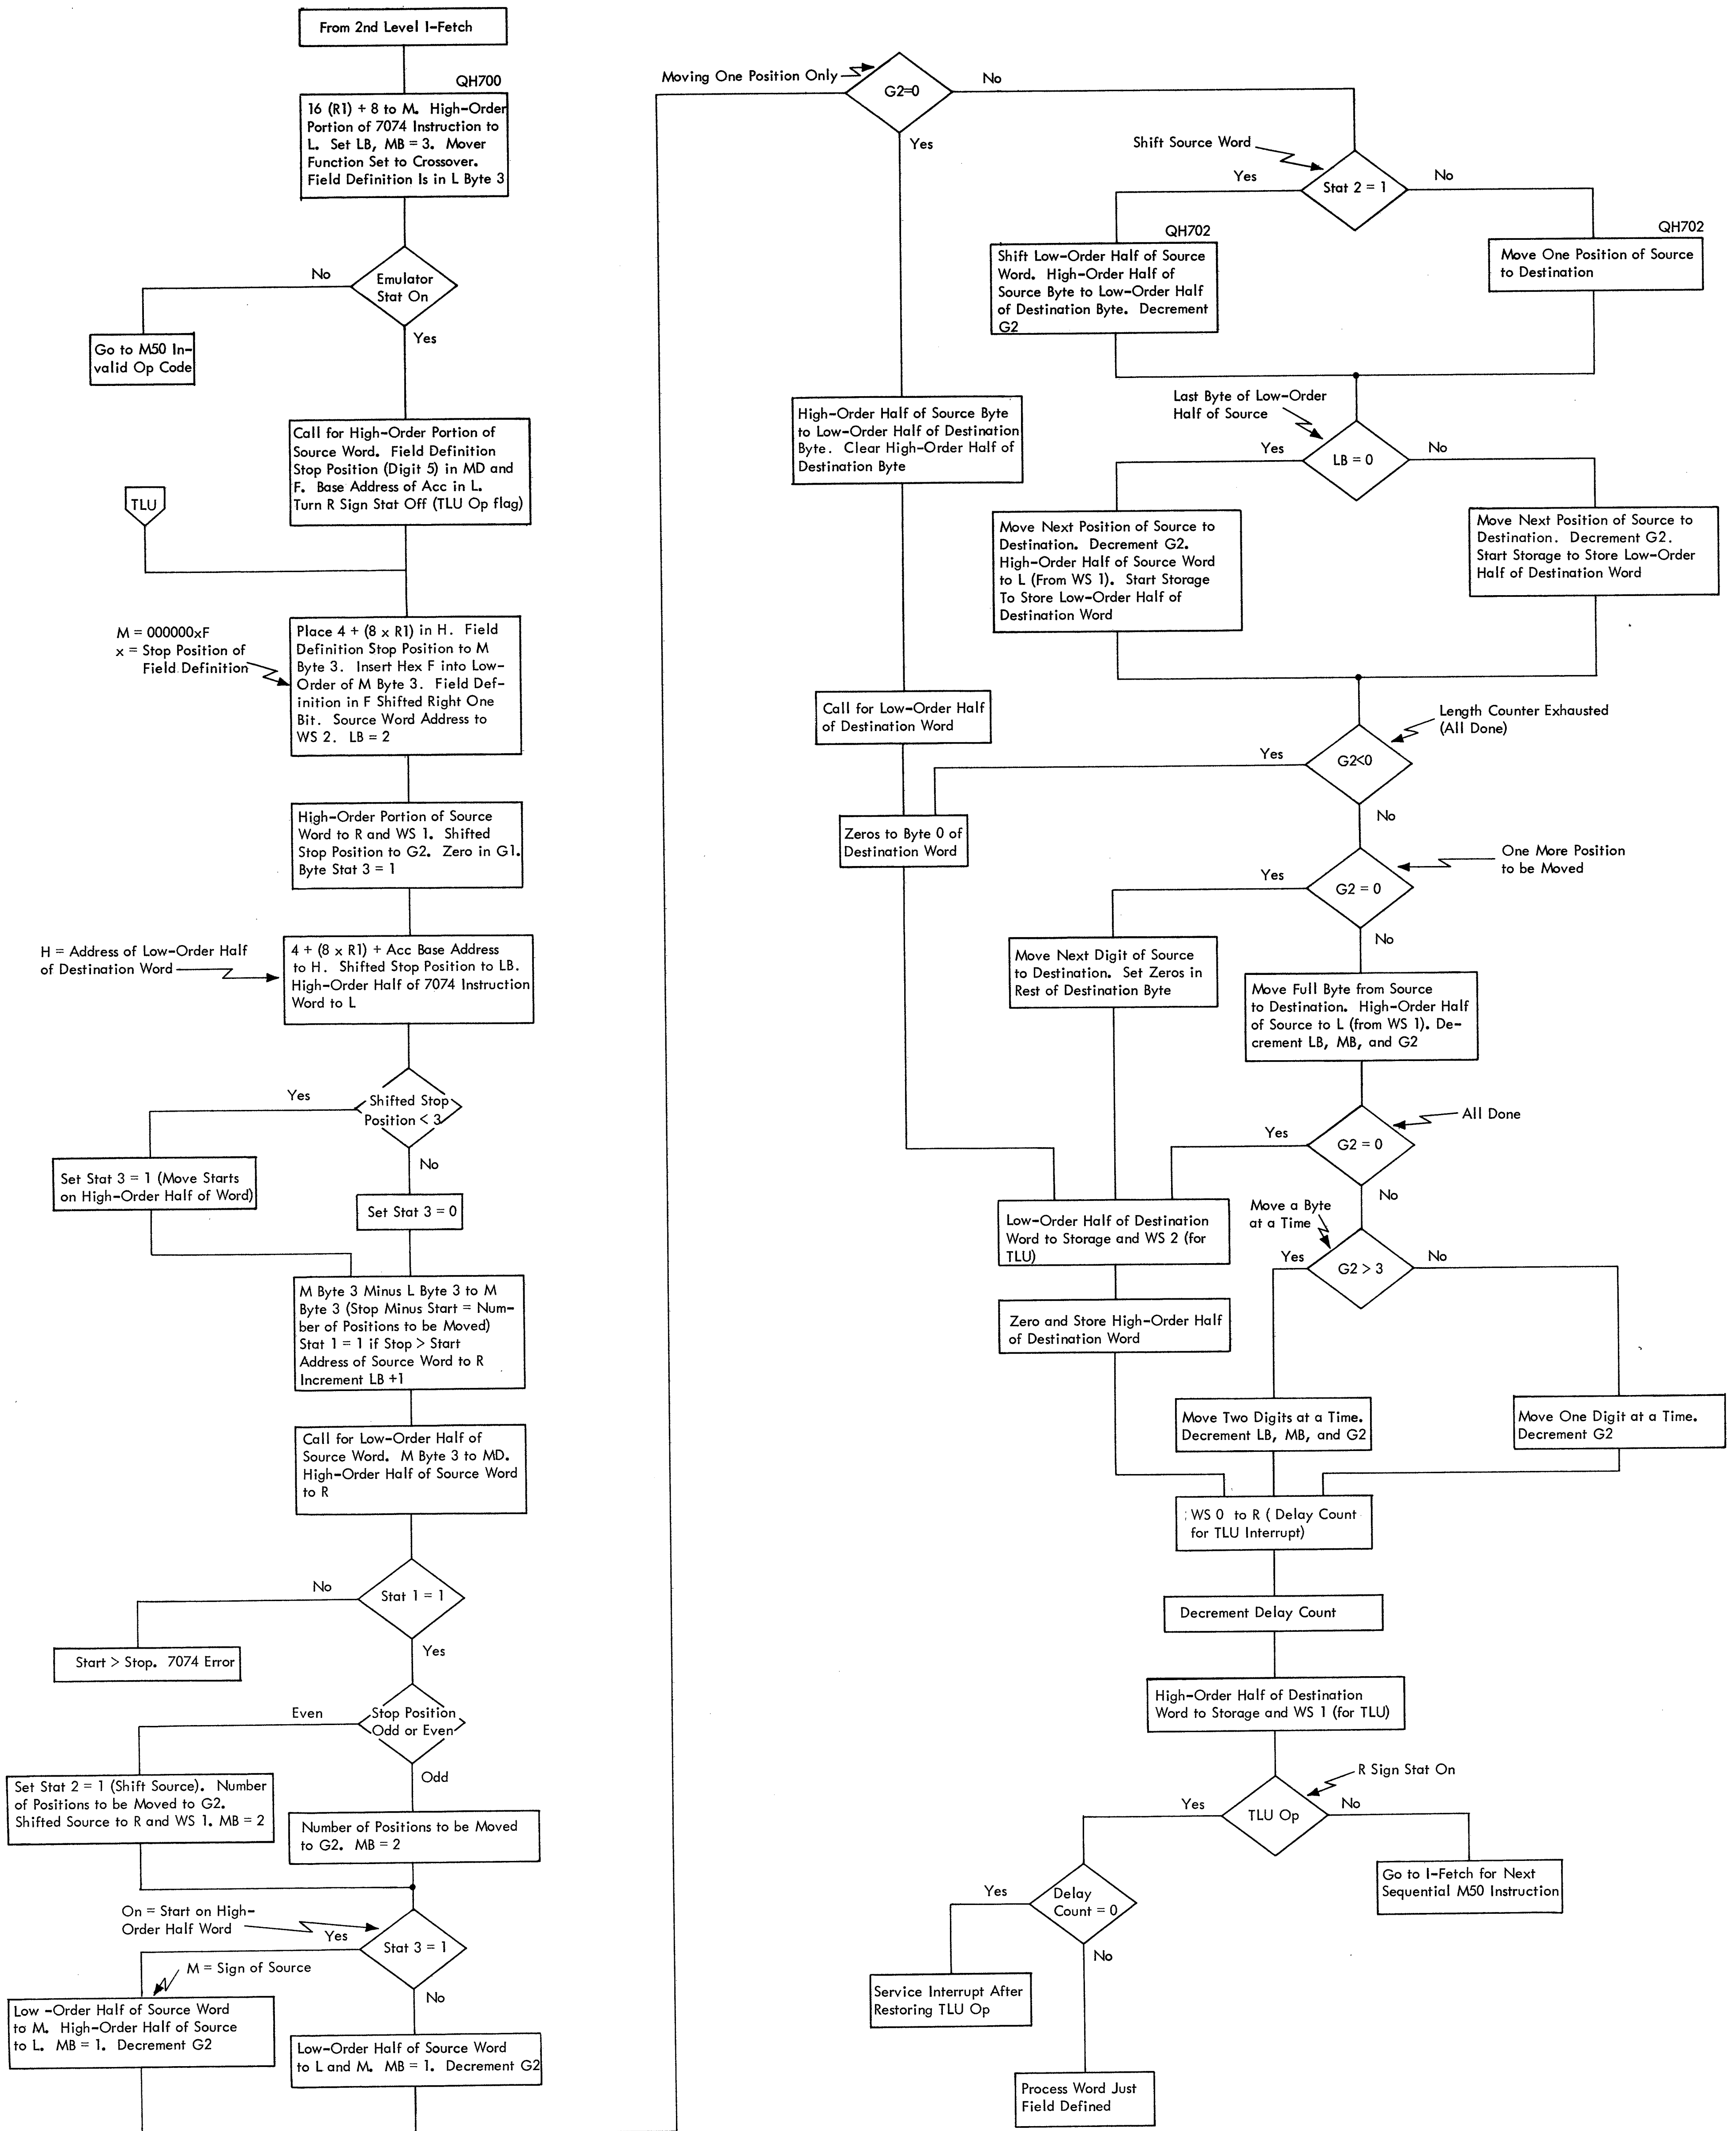 From 2nd Level I-Fetch
QH700
16 (R1) + 8 to M. High-Order
Portion of 7074 Instruction to
L. Set LB, MB = 3. Mover
Function Set to Crossover.
Field Definition Is in L Byte 3
No
Emulator
Stat On
Yes
Go to M50 In-
valid Op Code
Call for High-Order Portion of
Source Word. Field Definition
Stop Position (Digit 5) in MD and
F. Base Address of Acc in L.
Turn R Sign Stat Off (TLU Op flag)
TLU
M = 000000xF
x = Stop Position of
Field Definition
Place 4 + (8 x R1) in H. Field
Definition Stop Position to M
Byte 3. Insert Hex F into Low-
Order of M Byte 3. Field Def-
inition in F Shifted Right One
Bit. Source Word Address to
WS 2. LB = 2
High-Order Portion of Source
Word to R and WS 1. Shifted
Stop Position to G2. Zero in G1.
Byte Stat 3 = 1
H = Address of Low-Order Half
of Destination Word
4 + (8 x R1) + Acc Base Address
to H. Shifted Stop Position to LB.
High-Order Half of 7074 Instruction
Word to L
Yes
Shifted Stop
Position < 3
No
Set Stat 3 = 1 (Move Starts
on High-Order Half of Word)
Set Stat 3 = 0
M Byte 3 Minus L Byte 3 to M
Byte 3 (Stop Minus Start = Num-
ber of Positions to be Moved)
Stat 1 = 1 if Stop > Start
Address of Source Word to R
Increment LB +1
Call for Low-Order Half of
Source Word. M Byte 3 to MD.
High-Order Half of Source Word
to R
No
Stat 1 = 1
Yes
Start > Stop. 7074 Error
Even
Stop Position
Odd or Even
Odd
Set Stat 2 = 1 (Shift Source). Number
of Positions to be Moved to G2.
Shifted Source to R and WS 1. MB = 2
Number of Positions to be Moved
to G2. MB = 2
On = Start on High-
Order Half Word
Yes
Stat 3 = 1
No
M = Sign of Source
Low -Order Half of Source Word
to M. High-Order Half of Source
to L. MB = 1. Decrement G2
Low-Order Half of Source Word
to L and M. MB = 1. Decrement G2
Moving One Position Only
G2=0
No
Yes
Shift Source Word
Yes
Stat 2 = 1
No
QH702
Shift Low-Order Half of Source
Word. High-Order Half of
Source Byte to Low-Order Half
of Destination Byte. Decrement
G2
QH702
Move One Position of Source
to Destination
High-Order Half of Source Byte
to Low-Order Half of Destination
Byte. Clear High-Order Half of
Destination Byte
Last Byte of Low-Order
Half of Source
Yes
LB = 0
No
Move Next Position of Source to
Destination. Decrement G2.
High-Order Half of Source Word
to L (From WS 1). Start Storage
To Store Low-Order Half of
Destination Word
Move Next Position of Source to
Destination. Decrement G2.
Start Storage to Store Low-Order
Half of Destination Word
Call for Low-Order Half
of Destination Word
Length Counter Exhausted
(All Done)
Yes
G2<0
No
Zeros to Byte 0 of
Destination Word
One More Position
to be Moved
Yes
G2 = 0
No
Move Next Digit of Source
to Destination. Set Zeros in
Rest of Destination Byte
Move Full Byte from Source
to Destination. High-Order Half
of Source to L (from WS 1). De-
crement LB, MB, and G2
All Done
Yes
G2 = 0
No
Low-Order Half of Destination
Word to Storage and WS 2 (for
TLU)
Move a Byte
at a Time
Yes
G2 > 3
No
Zero and Store High-Order Half
of Destination Word
Move Two Digits at a Time.
Decrement LB, MB, and G2
Move One Digit at a Time.
Decrement G2
WS 0 to R ( Delay Count
for TLU Interrupt)
Decrement Delay Count
High-Order Half of Destination
Word to Storage and WS 1 (for TLU)
R Sign Stat On
Yes
TLU Op
No
Go to I-Fetch for Next
Sequential M50 Instruction
Yes
Delay
Count = 0
No
Service Interrupt After
Restoring TLU Op
Process Word Just
Field Defined